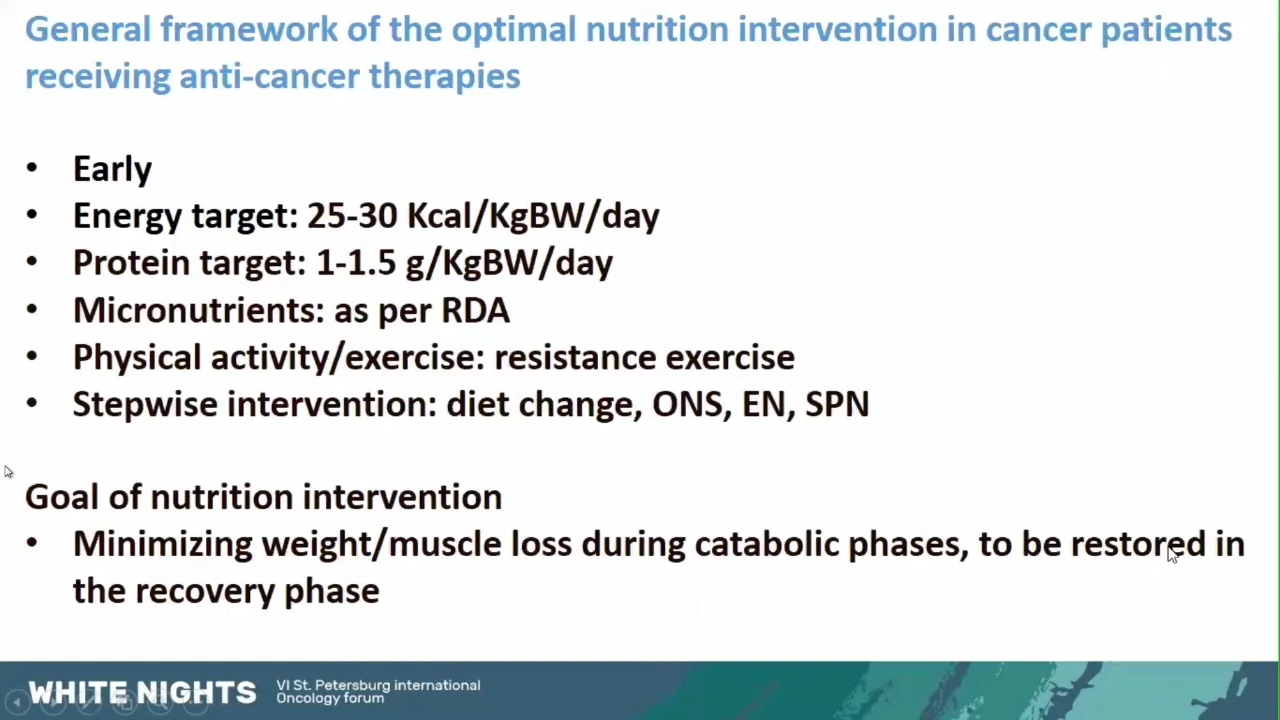 General framework of the optimal nutrition intervention in cancer patients
receiving anti-cancer therapies
• Early
• Energy target: 25-30 Kcal/KgBW/day
• Protein target: 1-1.5 g/KgBW/day
• Micronutrients: as per RDA
• Physical activity/exercise: resistance exercise
• Stepwise intervention: diet change, ONS, EN, SPN
Goal of nutrition intervention
• Minimizing weight/muscle loss during catabolic phases, to be restored in
the recovery phase
WHITE NIGHTS
VI St. Petersburg international
Oncology forum